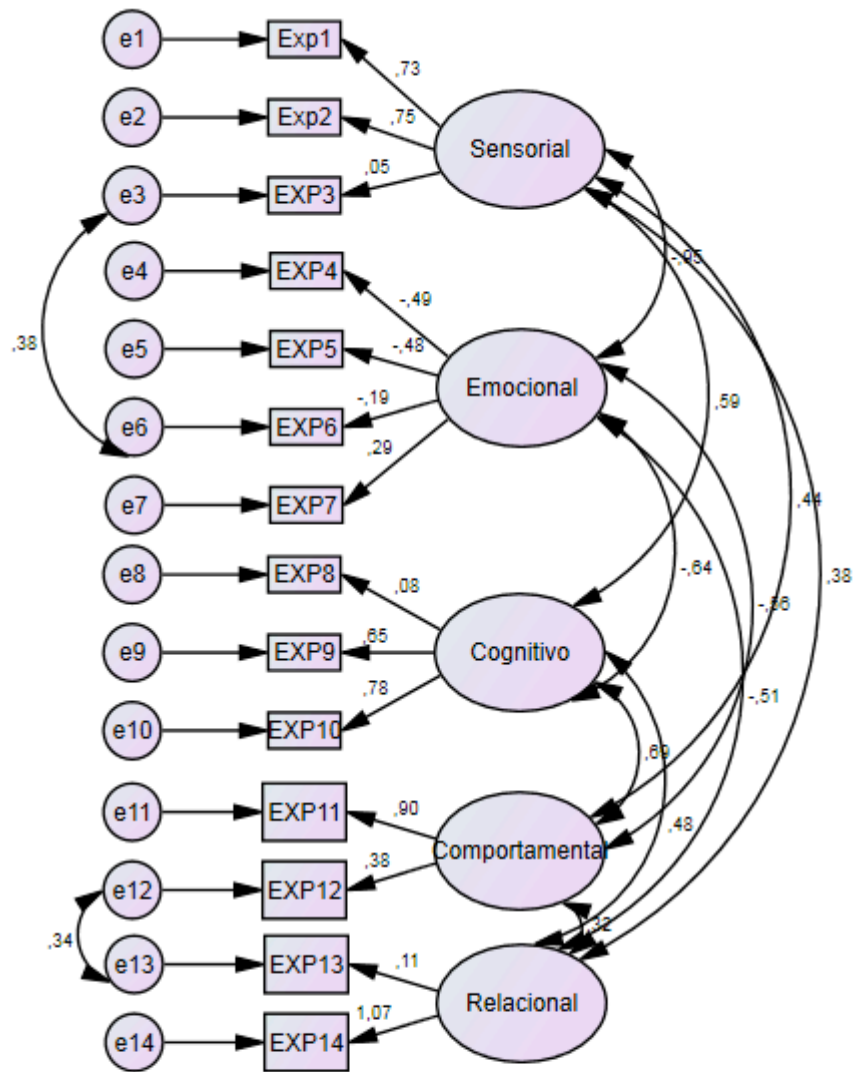 e1 Exp1
,73
e2 Exp2 ,75 Sensorial
,05
e3 EXP3
-,95
e4 EXP4
-,49
,38
e5 EXP5 -,48
Emocional
-,19
,59
e6 EXP6
,29
e7 EXP7
,44
e8 EXP8
-,64 ,38
,08
-,56
e9 EXP9 ,65 Cognitivo
,78
-,51
e10 EXP10
,69
e11 EXP11
,90
,48
Comportamental
,38
e12 EXP12
,32
,34
e13 EXP13
,11
Relacional
1,07
e14 EXP14